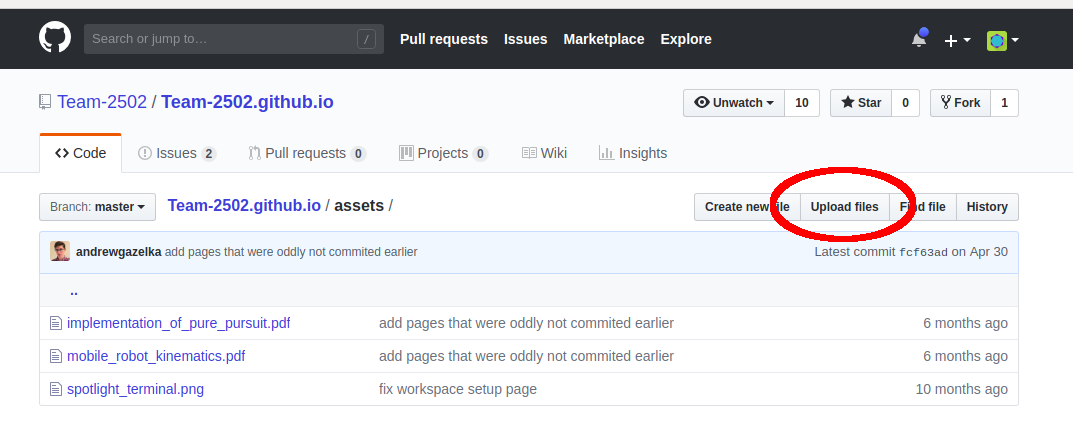 Search or jump to… / Pull requests Issues Marketplace Explore
Team-2502 / Team-2502.github.io Unwatch 10 Star 0 Fork 1
Code Issues 2 Pull requests 0 Projects 0 Wiki Insights
Branch: master Team-2502.github.io / assets / Create new file Upload files Find file History
andrewgazelka add pages that were oddly not commited earlier Latest commit fcf63ad on Apr 30
..
implementation_of_pure_pursuit.pdf add pages that were oddly not commited earlier 6 months ago
mobile_robot_kinematics.pdf add pages that were oddly not commited earlier 6 months ago
spotlight_terminal.png fix workspace setup page 10 months ago